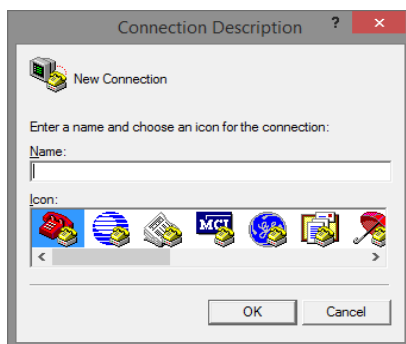 Connection Description
?
×
New Connection
Enter a name and choose an icon for the connection:
Name:
Icon:
MCI
OK
Cancel